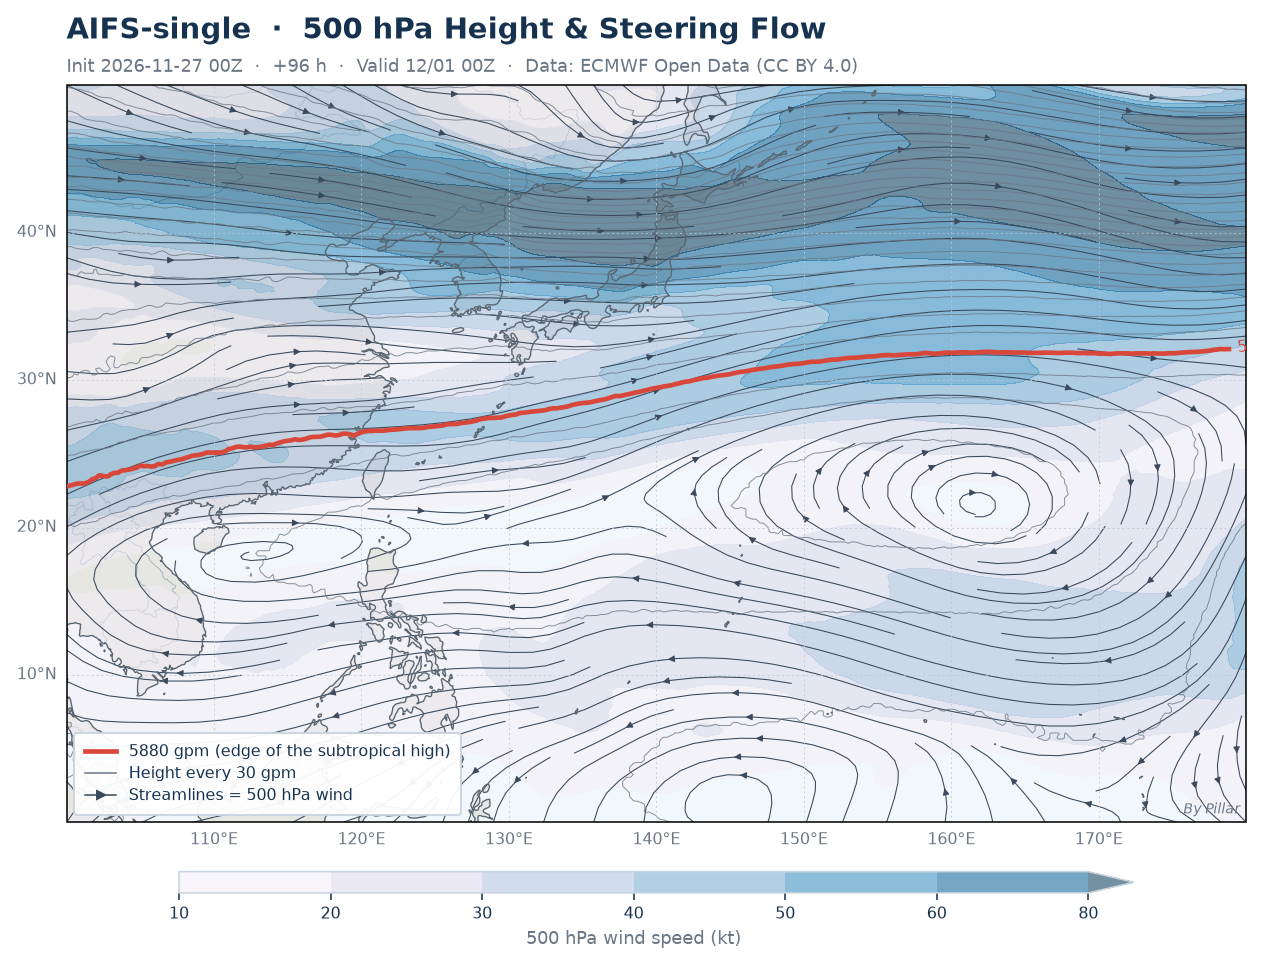 AIFS-single · 500 hPa Height & Steering Flow
Init 2026-11-27 00Z · +96 h · Valid 12/01 00Z · Data: ECMWF Open Data (CC BY 4.0)
40°N
30°N
20°N
10°N
5
5880 gpm (edge of the subtropical high)
Height every 30 gpm
Streamlines = 500 hPa wind
By Pillar
110°E 120°E 130°E 140°E 150°E 160°E 170°E
10 20 30 40 50 60 80
500 hPa wind speed (kt)